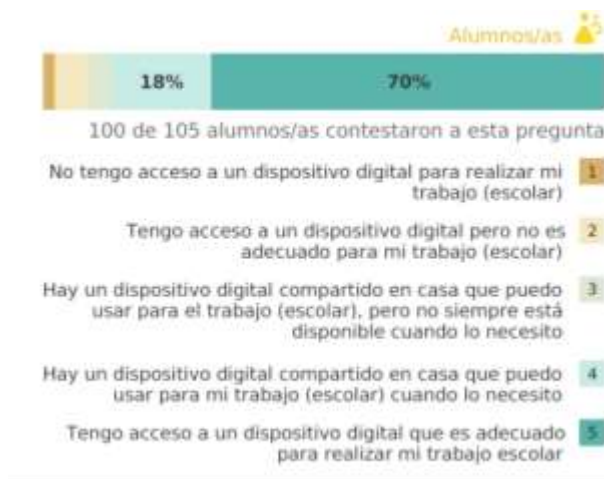 Alumnos/as
18% 70%
100 de 105 alumnos/as contestaron a esta pregunta
No tengo acceso a un dispositivo digital para realizar mi 1
trabajo (escolar)
Tengo acceso a un dispositivo digital pero no es 2
adecuado para mi trabajo (escolar)
Hay un dispositivo digital compartido en casa que puedo 3
usar para el trabajo (escolar), pero no siempre está
disponible cuando lo necesito
Hay un dispositivo digital compartido en casa que puedo 4
usar para mi trabajo (escolar) cuando lo necesito
Tengo acceso a un dispositivo digital que es adecuado 5
para realizar mi trabajo escolar